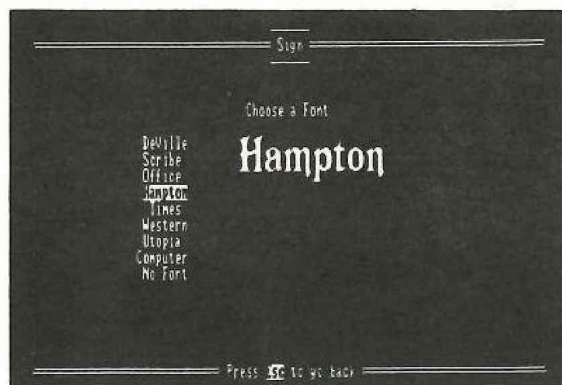 Sign
Choose a Font
Hampton
DeVille
Scribe
Office
Hampton
Times
Western
Utopia
Computer
No Font
Press ESC to go back